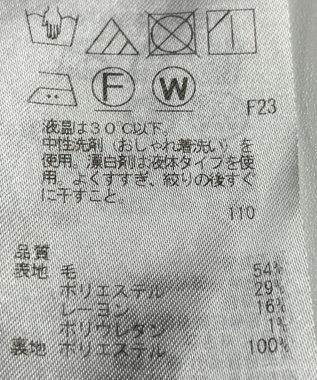 F W
F23
液温は30℃以下。
中性洗剤（おしゃれ着洗い）を
使用。漂白剤は液体タイプを使
用。よくすすぎ、絞りの後すぐ
に干すこと。
110
品質
表地 毛 54%
ポリエステル 29%
レーヨン 16%
ポリウレタン 1%
裏地 ポリエステル 100%